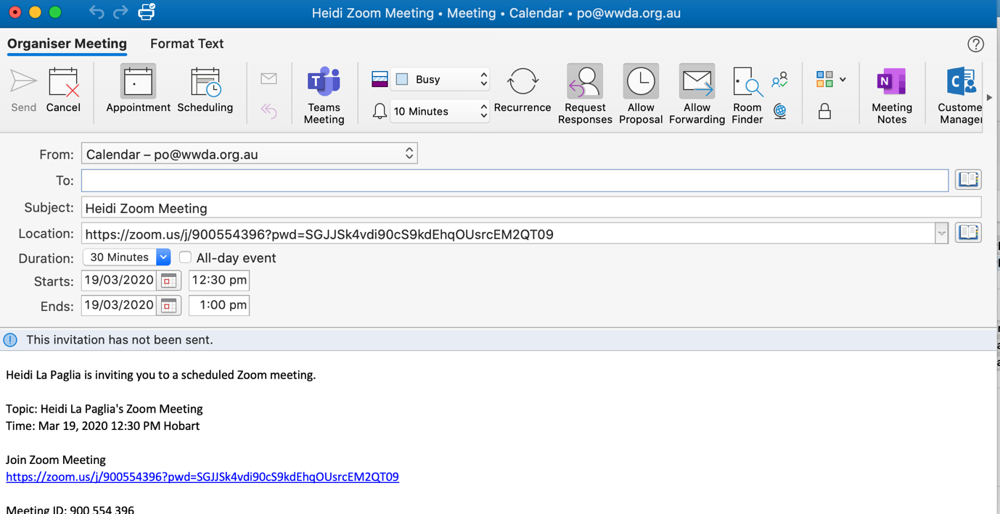 Heidi Zoom Meeting • Meeting • Calendar • po@wwda.org.au
Organiser Meeting Format Text
Send Cancel Appointment Scheduling Teams Meeting Busy 10 Minutes Recurrence Request Responses Allow Proposal Allow Forwarding Room Finder Meeting Notes
From: Calendar – po@wwda.org.au
To:
Subject: Heidi Zoom Meeting
Location: https://zoom.us/j/900554396?pwd=SGJJSk4vdi90cS9kdEhqOUsrcEM2QT09
Duration: 30 Minutes All-day event
Starts: 19/03/2020 12:30 pm
Ends: 19/03/2020 1:00 pm
This invitation has not been sent.
Heidi La Paglia is inviting you to a scheduled Zoom meeting.
Topic: Heidi La Paglia's Zoom Meeting
Time: Mar 19, 2020 12:30 PM Hobart
Join Zoom Meeting
https://zoom.us/j/900554396?pwd=SGJJSk4vdi90cS9kdEhqOUsrcEM2QT09
Meeting ID: 900 554 396